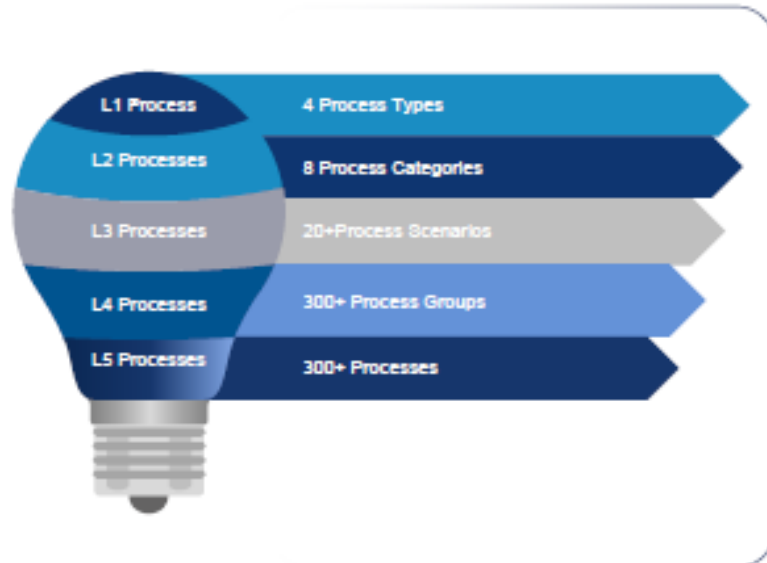 L1 Process
4 Process Types
L2 Processes
8 Process Categories
L3 Processes
20+Process Scenarios
L4 Processes
300+ Process Groups
L5 Processes
300+ Processes